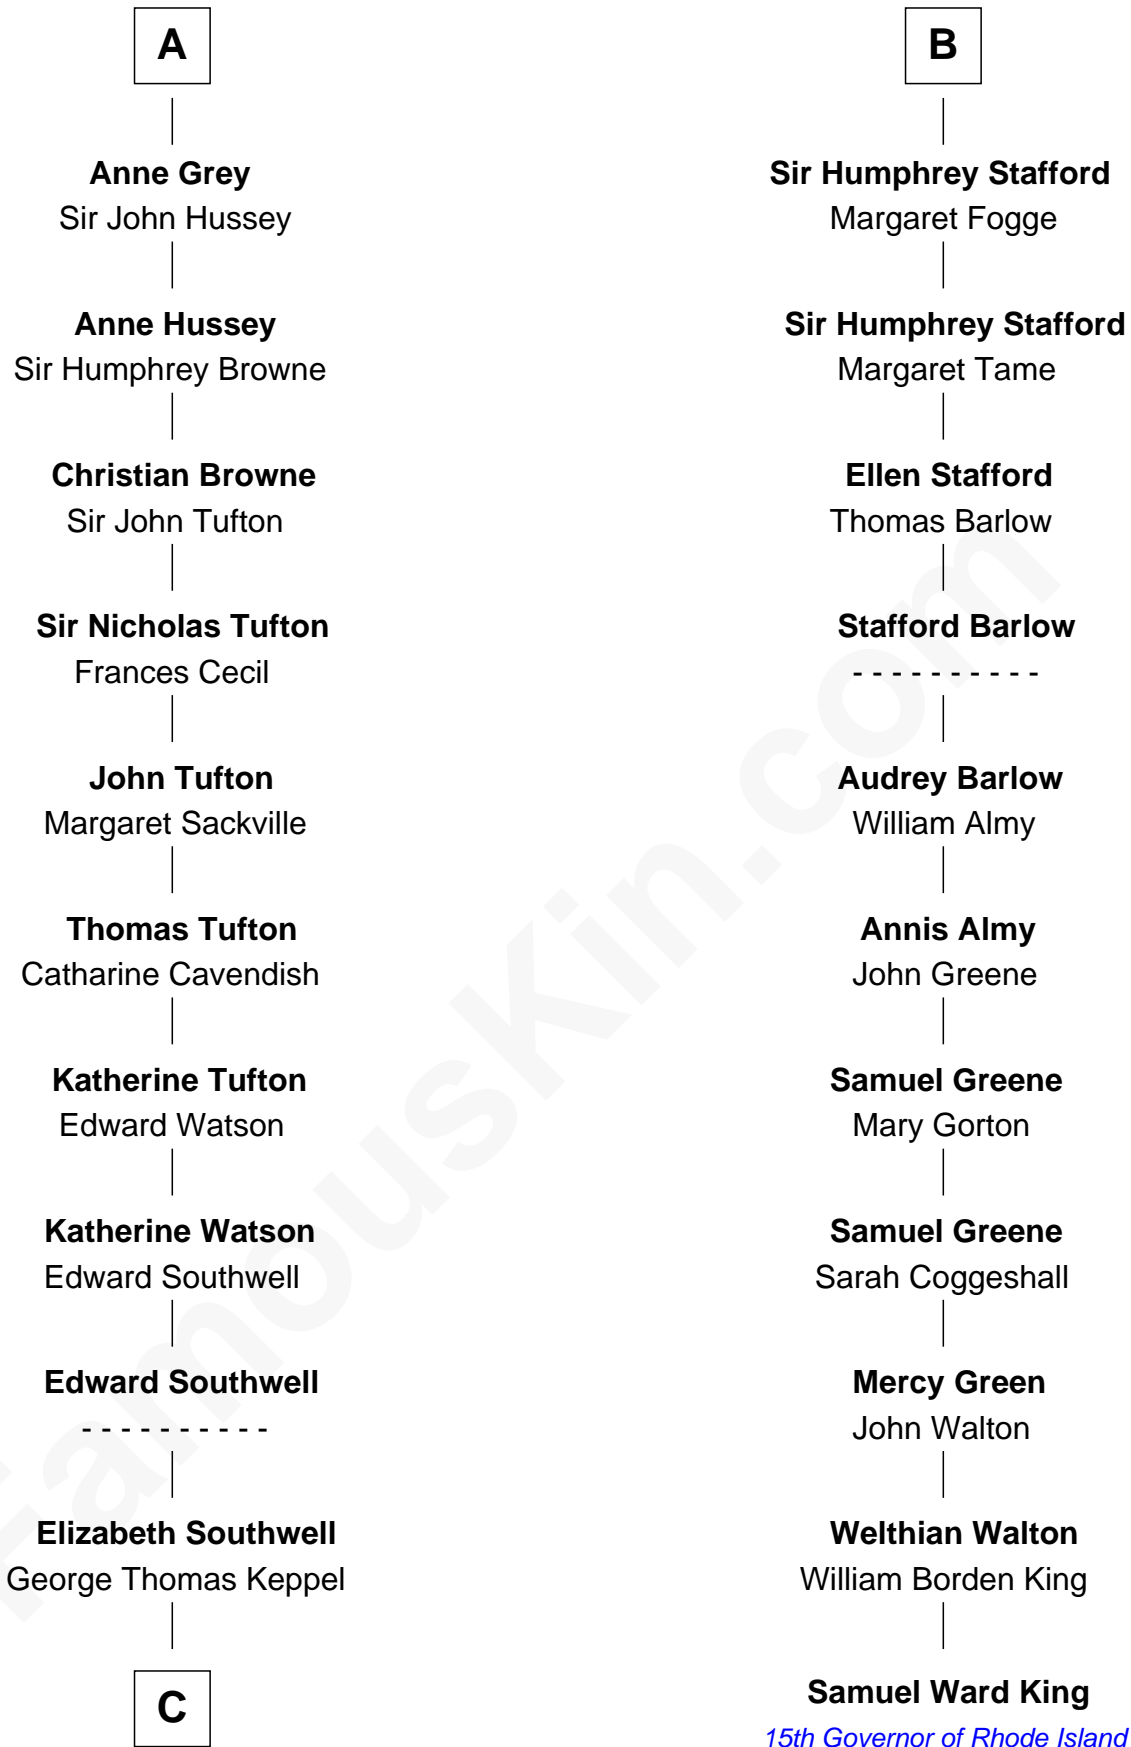 A
Anne Grey
Sir John Hussey
Anne Hussey
Sir Humphrey Browne
Christian Browne
Sir John Tufton
Sir Nicholas Tufton
Frances Cecil
John Tufton
Margaret Sackville
Thomas Tufton
Catharine Cavendish
Katherine Tufton
Edward Watson
Katherine Watson
Edward Southwell
Edward Southwell
- - - - - - - - - -
Elizabeth Southwell
George Thomas Keppel
C
B
Sir Humphrey Stafford
Margaret Fogge
Sir Humphrey Stafford
Margaret Tame
Ellen Stafford
Thomas Barlow
Stafford Barlow
- - - - - - - - - -
Audrey Barlow
William Almy
Annis Almy
John Greene
Samuel Greene
Mary Gorton
Samuel Greene
Sarah Coggeshall
Mercy Green
John Walton
Welthian Walton
William Borden King
Samuel Ward King
15th Governor of Rhode Island
FamousKin.com